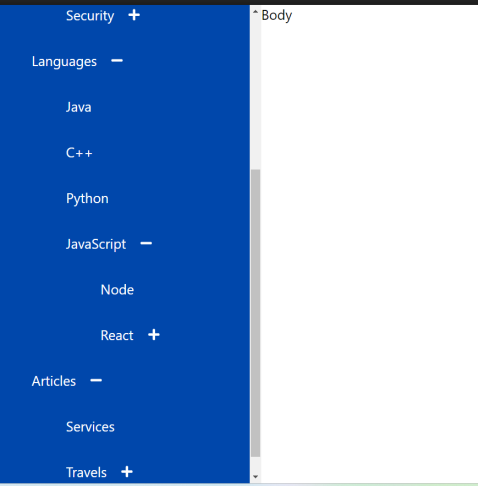 Security +
Body
Languages −
Java
C++
Python
JavaScript −
Node
React +
Articles −
Services
Travels +